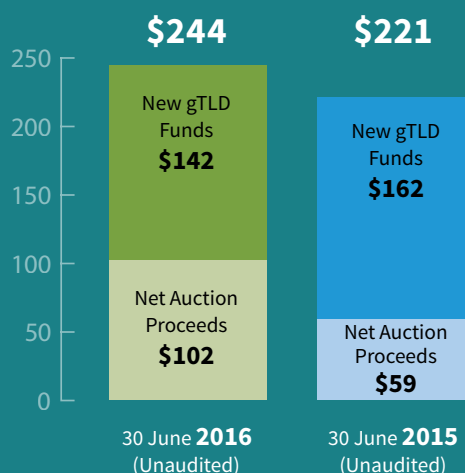 $244
$221
250
200
150
100
50
0
New gTLD
Funds
$142
Net Auction
Proceeds
$102
New gTLD
Funds
$162
Net Auction
Proceeds
$59
30 June 2016
(Unaudited)
30 June 2015
(Unaudited)